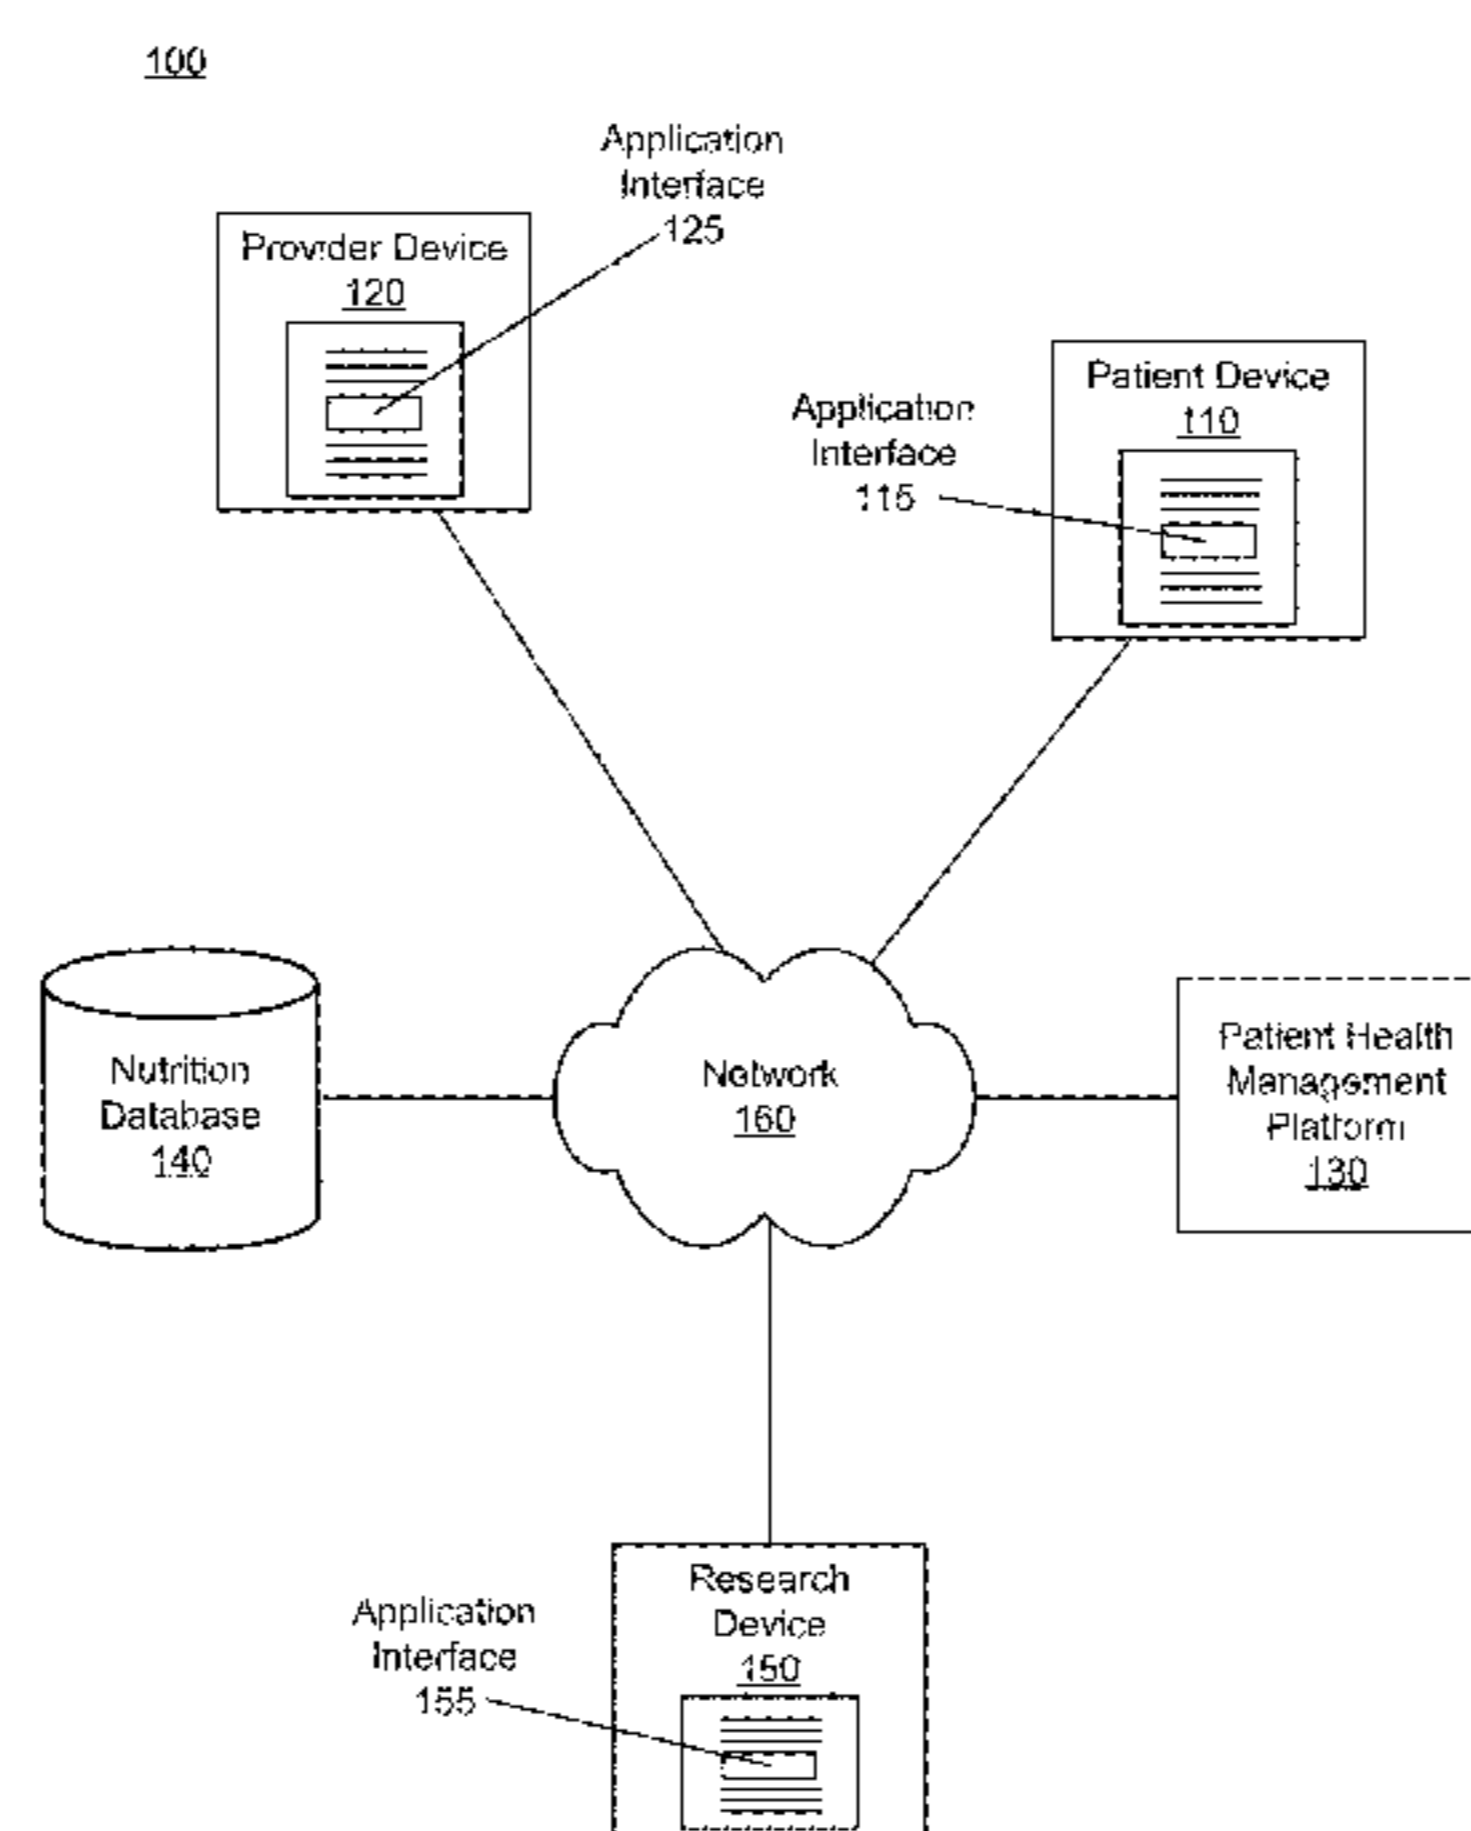 100
Application
Interface
125
Provider Device
120
Patient Device
110
Application
Interface
115
Nutrition
Database
140
Network
160
Patient Health
Management
Platform
130
Research
Device
150
Application
Interface
155